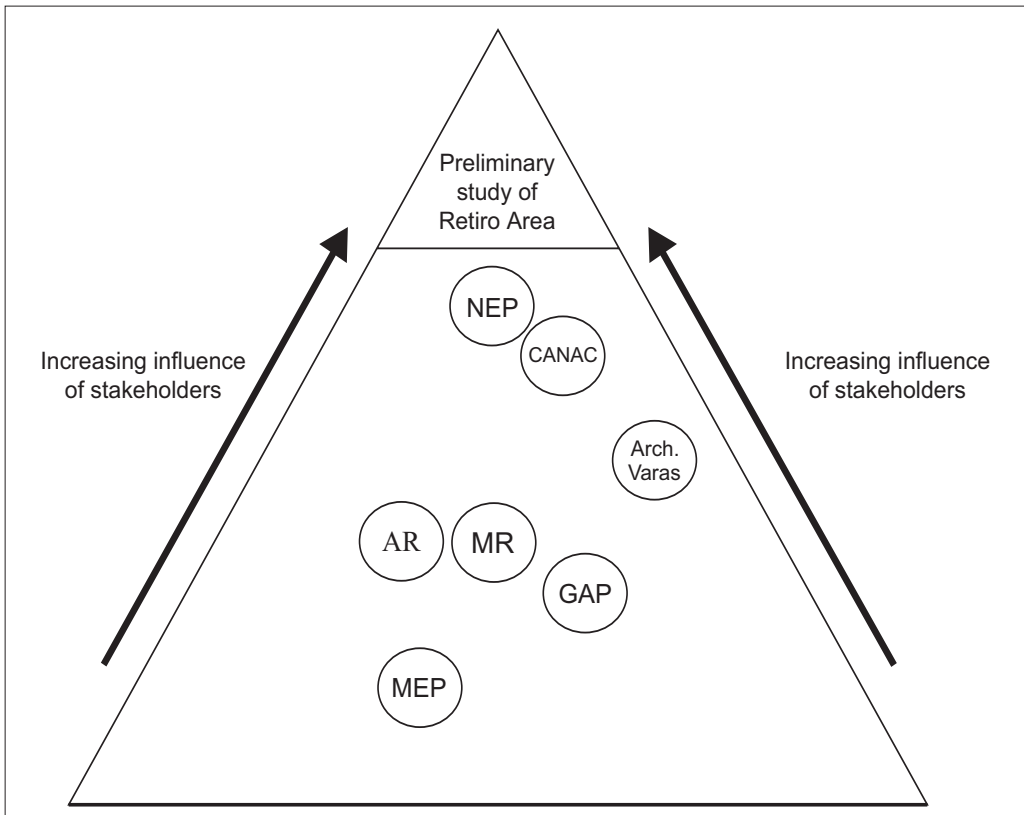 Preliminary
study of
Retiro Area
NEP
CANAC
Increasing influence
of stakeholders
Increasing influence
of stakeholders
Arch.
Varas
AR
MR
GAP
MEP